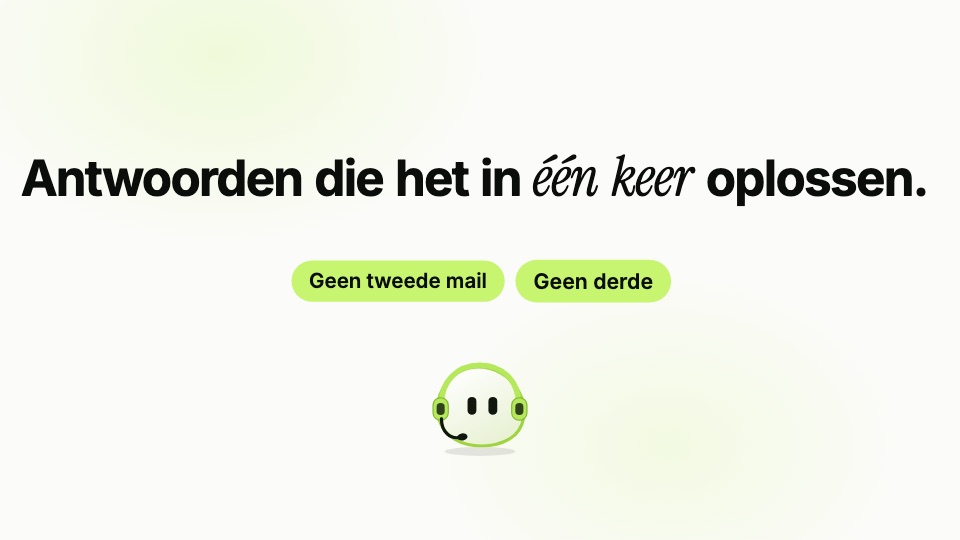 Antwoorden die het in één keer oplossen.
Geen tweede mail
Geen derde